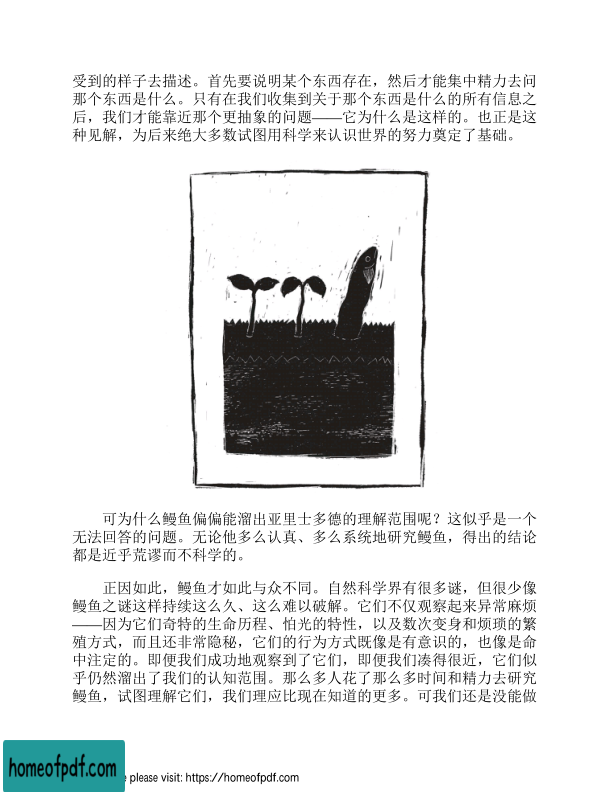 受到的样子去描述。首先要说明某个东西存在，然后才能集中精力去问
那个东西是什么。只有在我们收集到关于那个东西是什么的所有信息之
后，我们才能靠近那个更抽象的问题——它为什么是这样的。也正是这
种见解，为后来绝大多数试图用科学来认识世界的努力奠定了基础。
可为什么鳗鱼偏偏能溜出亚里士多德的理解范围呢？这似乎是一个
无法回答的问题。无论他多么认真、多么系统地研究鳗鱼，得出的结论
都是近乎荒谬而不科学的。
正因如此，鳗鱼才如此与众不同。自然科学界有很多谜，但很少像
鳗鱼之谜这样持续这么久、这么难以破解。它们不仅观察起来异常麻烦
——因为它们奇特的生命历程、怕光的特性，以及数次变身和烦琐的繁
殖方式，而且还非常隐秘，它们的行为方式既像是有意识的，也像是命
中注定的。即便我们成功地观察到了它们，即便我们凑得很近，它们似
乎仍然溜出了我们的认知范围。那么多人花了那么多时间和精力去研究
鳗鱼，试图理解它们，我们理应比现在知道的更多。可我们还是没能做
homeofpdf.com
please visit: https://homeofpdf.com